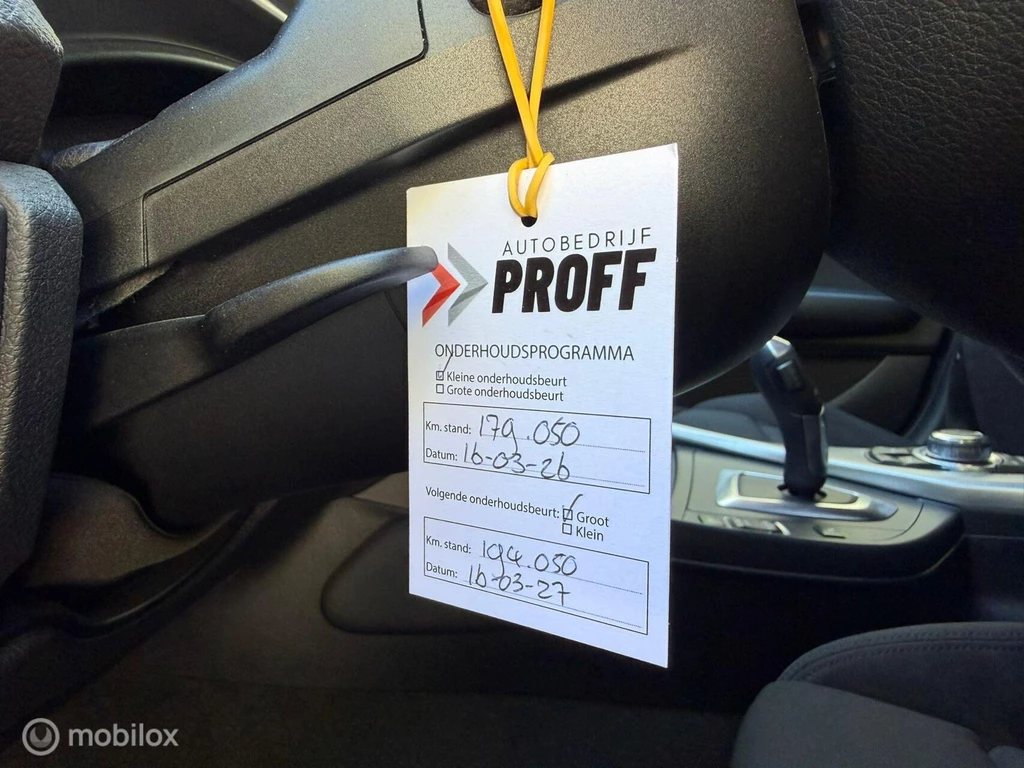 AUTOBEDRIJF
PROFF
ONDERHOUDSPROGRAMMA
☑ Kleine onderhoudsbeurt
☐ Grote onderhoudsbeurt
Km. stand: 179.050
Datum: 16-03-26
Volgende onderhoudsbeurt: ☑ Groot
☐ Klein
Km. stand: 194.050
Datum: 16-03-27
mobilox